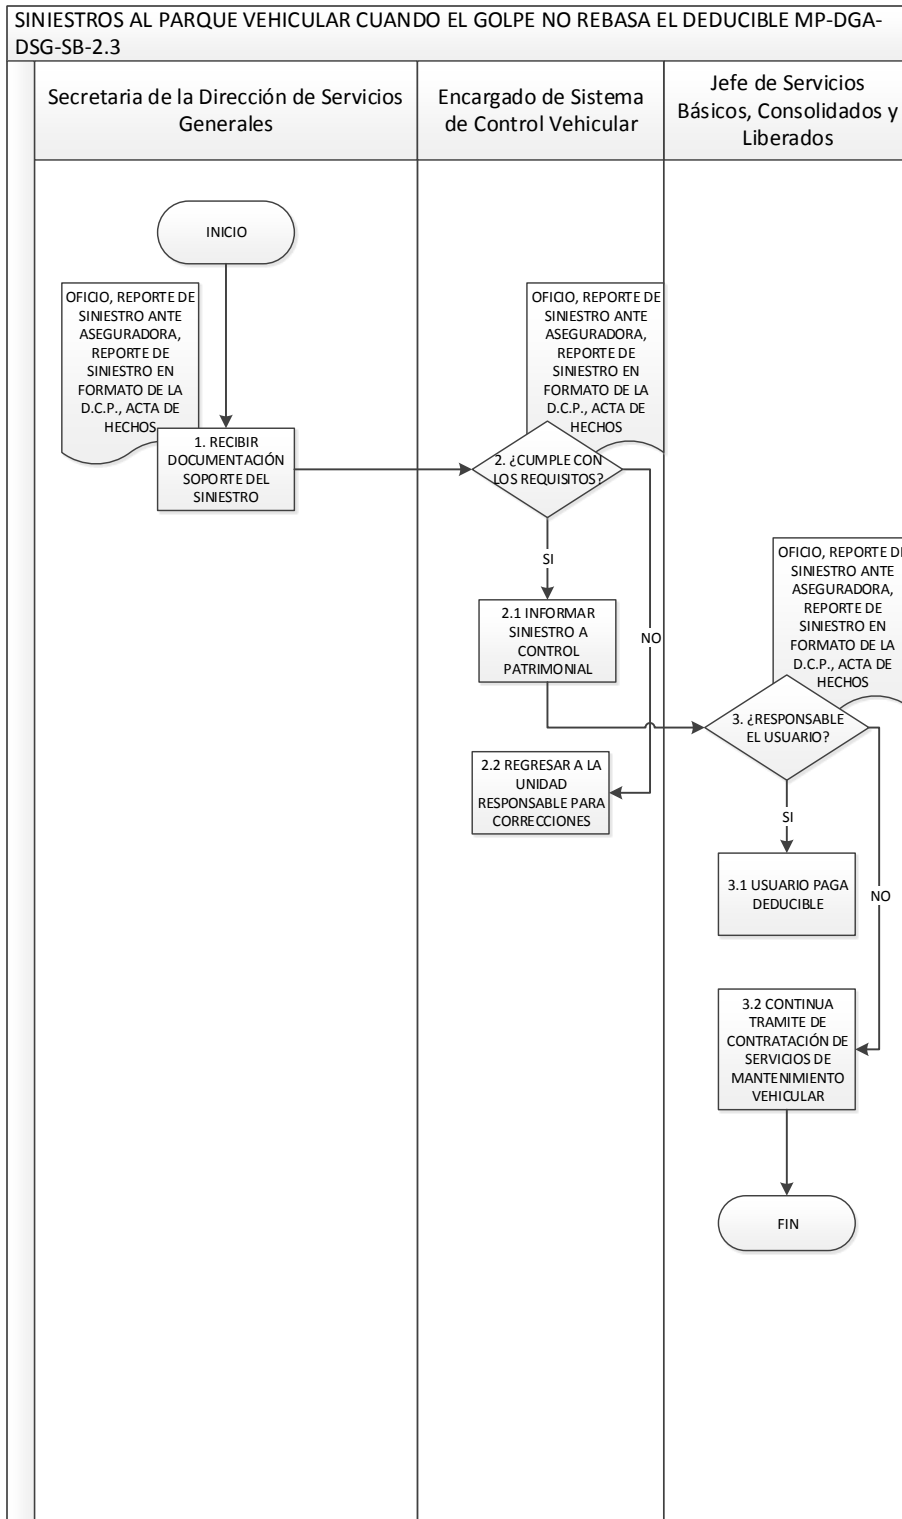 SINIESTROS AL PARQUE VEHICULAR CUANDO EL GOLPE NO REBASA EL DEDUCIBLE MP-DGA-
DSG-SB-2.3
Secretaria de la Dirección de Servicios
Generales
Encargado de Sistema
de Control Vehicular
Jefe de Servicios
Básicos, Consolidados y
Liberados
INICIO
OFICIO, REPORTE DE
SINIESTRO ANTE
ASEGURADORA,
REPORTE DE
SINIESTRO EN
FORMATO DE LA
D.C.P., ACTA DE
HECHOS
1. RECIBIR
DOCUMENTACIÓN
SOPORTE DEL
SINIESTRO
OFICIO, REPORTE DE
SINIESTRO ANTE
ASEGURADORA,
REPORTE DE
SINIESTRO EN
FORMATO DE LA
D.C.P., ACTA DE
HECHOS
2. ¿CUMPLE CON
LOS REQUISITOS?
SI
NO
2.1 INFORMAR
SINIESTRO A
CONTROL
PATRIMONIAL
2.2 REGRESAR A LA
UNIDAD
RESPONSABLE PARA
CORRECCIONES
OFICIO, REPORTE DE
SINIESTRO ANTE
ASEGURADORA,
REPORTE DE
SINIESTRO EN
FORMATO DE LA
D.C.P., ACTA DE
HECHOS
3. ¿RESPONSABLE
EL USUARIO?
SI
NO
3.1 USUARIO PAGA
DEDUCIBLE
3.2 CONTINUA
TRAMITE DE
CONTRATACIÓN DE
SERVICIOS DE
MANTENIMIENTO
VEHICULAR
FIN